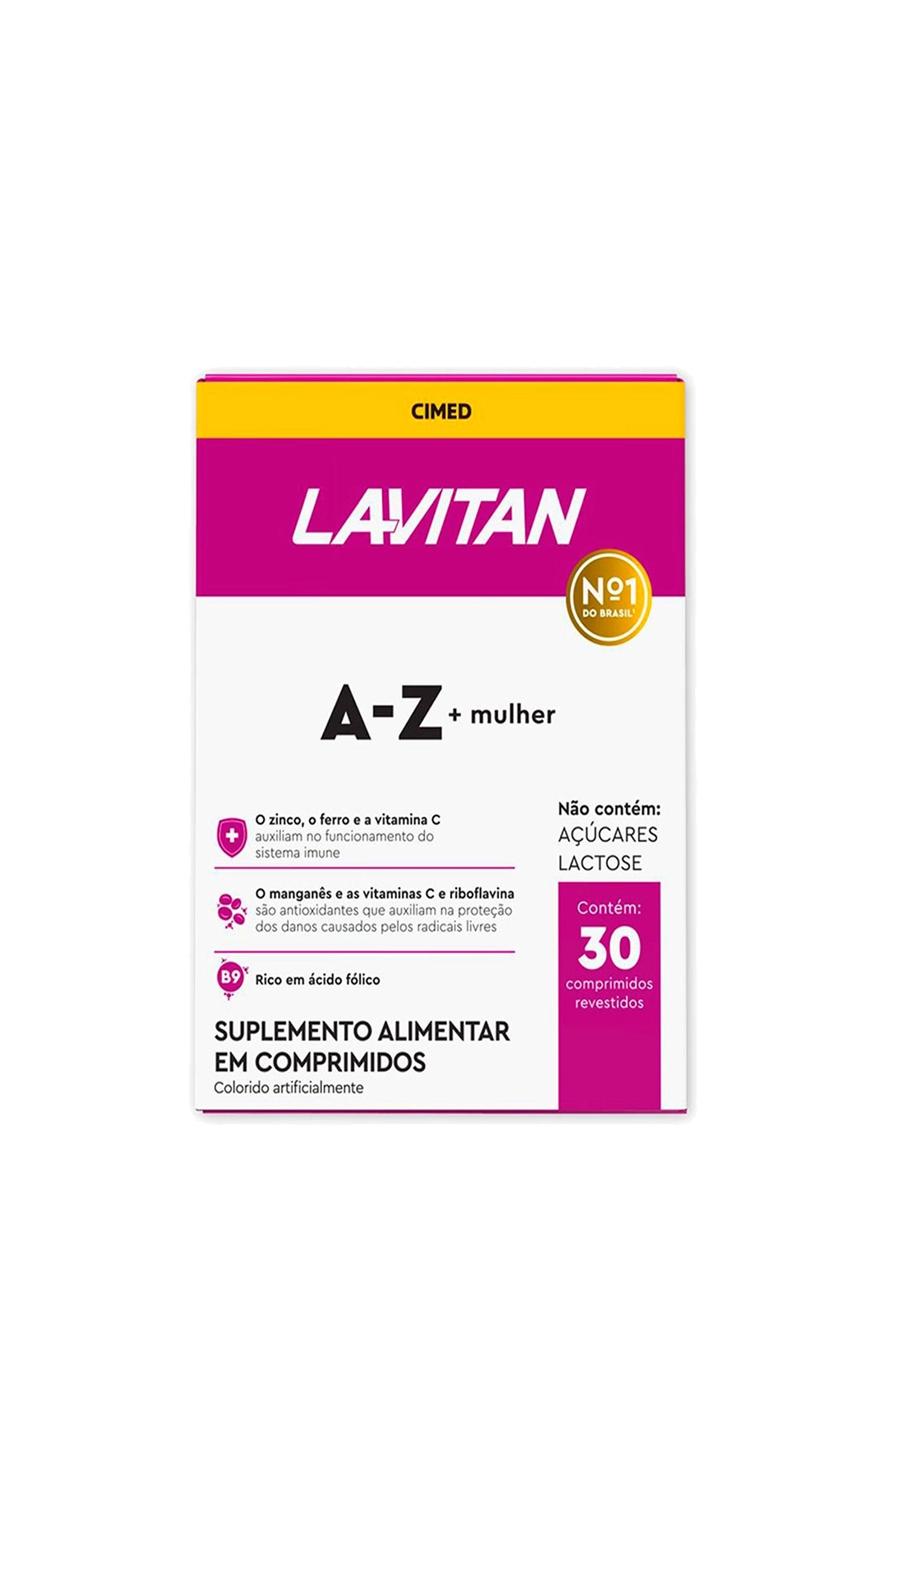 CIMED
LAVITAN
Nº1
DO BRASIL¹
A-Z + mulher
O zinco, o ferro e a vitamina C
auxiliam no funcionamento do
sistema imune
O manganês e as vitaminas C e riboflavina
são antioxidantes que auxiliam na proteção
dos danos causados pelos radicais livres
B9
Rico em ácido fólico
SUPLEMENTO ALIMENTAR
EM COMPRIMIDOS
Colorido artificialmente
Não contém:
AÇÚCARES
LACTOSE
Contém:
30
comprimidos
revestidos